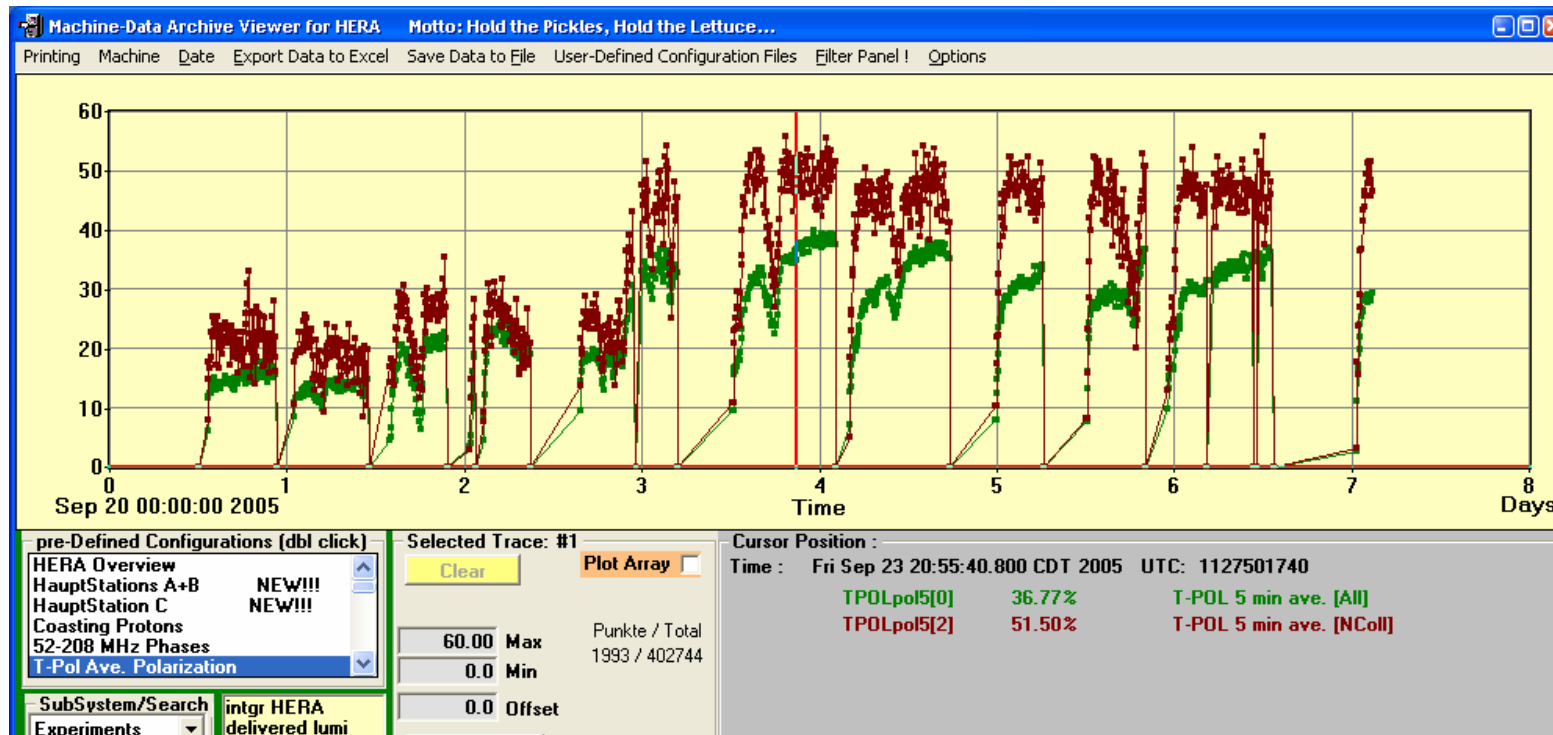 Machine-Data Archive Viewer for HERA Motto: Hold the Pickles, Hold the Lettuce...
Printing Machine Date Export Data to Excel Save Data to File User-Defined Configuration Files Filter Panel ! Options
60
50
40
30
20
10
0
0 1 2 3 4 5 6 7 8
Sep 20 00:00:00 2005 Time Days
pre-Defined Configurations (dbl click)
HERA Overview
HauptStations A+B NEW!!!
HauptStation C NEW!!!
Coasting Protons
52-208 MHz Phases
T-Pol Ave. Polarization
SubSystem/Search
Experiments
intgr HERA
delivered lumi
Selected Trace: #1
Clear
Plot Array
60.00 Max
0.0 Min
0.0 Offset
Punkte / Total
1993 / 402744
Cursor Position :
Time : Fri Sep 23 20:55:40.800 CDT 2005 UTC: 1127501740
TPOLpol5[0] 36.77% T-POL 5 min ave. [All]
TPOLpol5[2] 51.50% T-POL 5 min ave. [NColl]